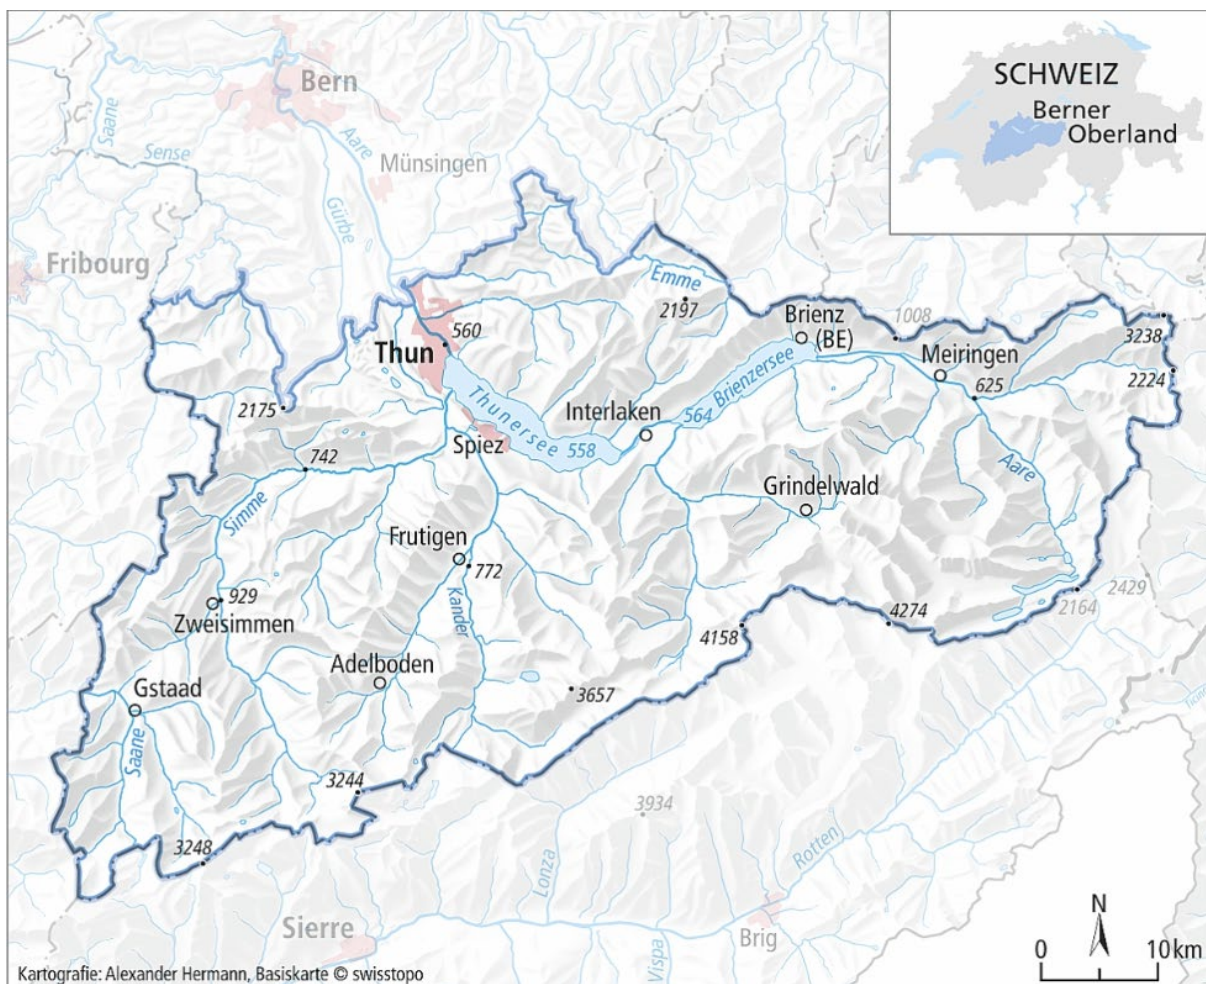 SCHWEIZ
Berner
Oberland
Bern
Saane
Aare
Sense
Münsingen
Gürbe
Fribourg
Emme
2197
Brienz
(BE)
1008
3238
560
Thun
Meiringen
625
2224
Brienzersee
564
2175
Interlaken
Thunersee 558
Spiez
742
Simme
Aare
Grindelwald
Frutigen
772
Kander
929
Zweisimmen
2429
2164
4274
4158
Adelboden
3657
Gstaad
Saane
3244
3934
3248
Lonza
Rotten
Sierre
Brig
Vispa
N
0 10 km
Kartografie: Alexander Hermann, Basiskarte © swisstopo